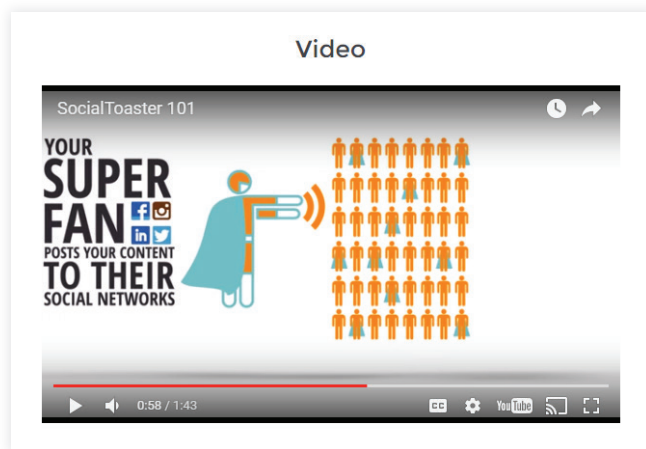 Video
SocialToaster 101
YOUR
SUPER
FAN
POSTS YOUR CONTENT
TO THEIR
SOCIAL NETWORKS
0:58 / 1:43
CC
YouTube